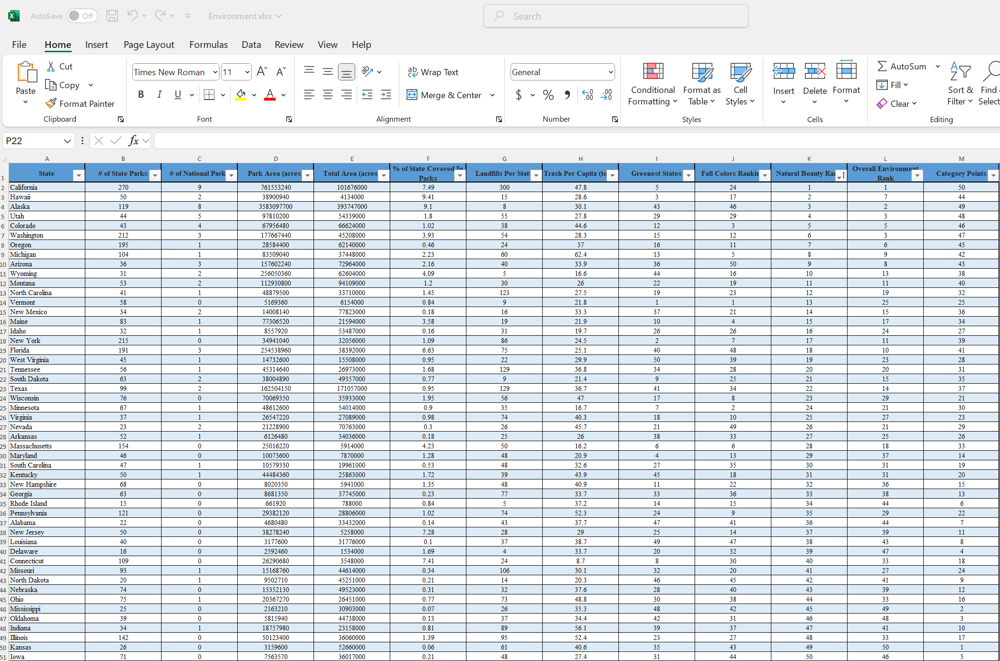 AutoSave Off Environment.xlsx Search
File Home Insert Page Layout Formulas Data Review View Help
Paste Cut Copy Format Painter Clipboard
Times New Roman 11 B I U A Font
Wrap Text Merge & Center Alignment
General $ % Number
Conditional Formatting Format as Table Cell Styles Styles
Insert Delete Format Cells
AutoSum Fill Clear Sort & Filter Find Select Editing
P22 fx
A B C D E F G H I J K L M
1 State # of State Parks # of National Park Park Area (acres Total Area (acres % of State Covered In Parks Landfills Per State Trash Per Capita (to Greenest States Fall Colors Rankin Natural Beauty Ran Overall Environment Rank Category Points
2 California 270 9 761553240 101676000 7.49 300 47.8 5 24 1 1 50
3 Hawaii 50 2 38900940 4134000 9.41 15 28.6 3 17 2 7 44
4 Alaska 119 8 3583097700 393747000 9.1 8 30.1 43 46 3 2 49
5 Utah 44 5 97810200 54339000 1.8 55 27.8 29 29 4 3 48
6 Colorado 43 4 67956480 66624000 1.02 38 44.6 12 3 5 5 46
7 Washington 212 3 177667440 45208000 3.93 54 28.3 15 12 6 3 47
8 Oregon 195 1 28584400 62140000 0.46 24 37 16 11 7 6 45
9 Michigan 104 1 83509040 37448000 2.23 60 62.4 13 5 8 9 42
10 Arizona 36 3 157602240 72964000 2.16 40 33.9 36 50 9 8 43
11 Wyoming 31 2 256050360 62604000 4.09 5 16.6 44 16 10 13 38
12 Montana 53 2 112930800 94109000 1.2 30 26 22 19 11 11 40
13 North Carolina 41 1 48879500 33710000 1.45 123 27.5 19 23 12 19 32
14 Vermont 58 0 5169360 6154000 0.84 9 21.8 1 1 13 25 25
15 New Mexico 34 2 14008140 77823000 0.18 16 33.3 37 21 14 15 36
16 Maine 83 1 77306520 21594000 3.58 19 21.9 10 4 15 17 34
17 Idaho 32 1 8557920 53487000 0.16 31 19.7 26 26 16 24 27
18 New York 215 0 34941040 32056000 1.09 86 24.5 2 7 17 11 39
19 Florida 191 3 254538960 38392000 6.63 75 25.1 40 48 18 10 41
20 West Virginia 45 1 14732600 15508000 0.95 22 29.9 50 39 19 23 28
21 Tennessee 56 1 45314640 26973000 1.68 129 36.8 34 28 20 20 31
22 South Dakota 63 2 38004890 49357000 0.77 9 21.4 9 25 21 15 35
23 Texas 99 2 162504150 171057000 0.95 129 36.7 41 34 22 14 37
24 Wisconsin 76 0 70069350 35933000 1.95 56 47 17 8 23 29 21
25 Minnesota 67 1 48612600 54014000 0.9 35 16.7 7 2 24 21 30
26 Virginia 37 1 26547220 27089000 0.98 74 40.3 18 10 25 27 23
27 Nevada 23 2 21228900 70763000 0.3 26 45.7 21 49 26 21 29
28 Arkansas 52 1 6126480 34036000 0.18 25 26 38 33 27 25 26
29 Massachusetts 154 0 25016220 5914000 4.23 50 16.2 6 6 28 18 33
30 Maryland 46 0 10073600 7870000 1.28 48 20.9 4 13 29 37 14
31 South Carolina 47 1 10579330 19961000 0.53 48 32.6 27 35 30 31 19
32 Kentucky 50 1 44484360 25863000 1.72 39 43.9 45 18 31 31 20
33 New Hampshire 68 0 8020350 5941000 1.35 48 40.9 11 22 32 36 15
34 Georgia 63 0 8681350 37745000 0.23 77 33.7 33 36 33 38 13
35 Rhode Island 15 0 661920 788000 0.84 5 37.2 14 15 34 44 6
36 Pennsylvania 121 0 29382120 28806000 1.02 74 52.3 24 9 35 29 22
37 Alabama 22 0 4680480 33432000 0.14 43 37.7 47 41 36 44 7
38 New Jersey 50 0 38278240 5258000 7.28 28 29 25 14 37 39 11
39 Louisiana 40 0 3177600 31776000 0.1 37 38.7 49 47 38 43 8
40 Delaware 16 0 2592460 1534000 1.69 4 33.7 20 32 39 47 4
41 Connecticut 109 0 26290680 3548000 7.41 24 8.7 8 30 40 33 18
42 Missouri 93 1 15168760 44614000 0.34 106 30.1 32 20 41 27 24
43 North Dakota 20 1 9502710 45251000 0.21 14 20.3 46 45 42 41 9
44 Nebraska 74 0 15352130 49523000 0.31 32 37.6 28 40 43 39 12
45 Ohio 75 1 20367270 26451000 0.77 73 48.8 30 38 44 33 16
46 Mississippi 25 0 2163210 30903000 0.07 26 35.3 48 42 45 49 2
47 Oklahoma 39 0 5815940 44738000 0.13 37 34.4 42 31 46 48 3
48 Indiana 34 1 18757980 23158000 0.81 89 56.1 39 37 47 41 10
49 Illinois 142 0 50123400 36060000 1.39 95 52.4 23 27 48 33 17
50 Kansas 26 0 3159600 52660000 0.06 61 40.6 35 43 49 50 1
51 Iowa 71 0 7563570 36017000 0.21 48 27.4 31 44 50 46 5